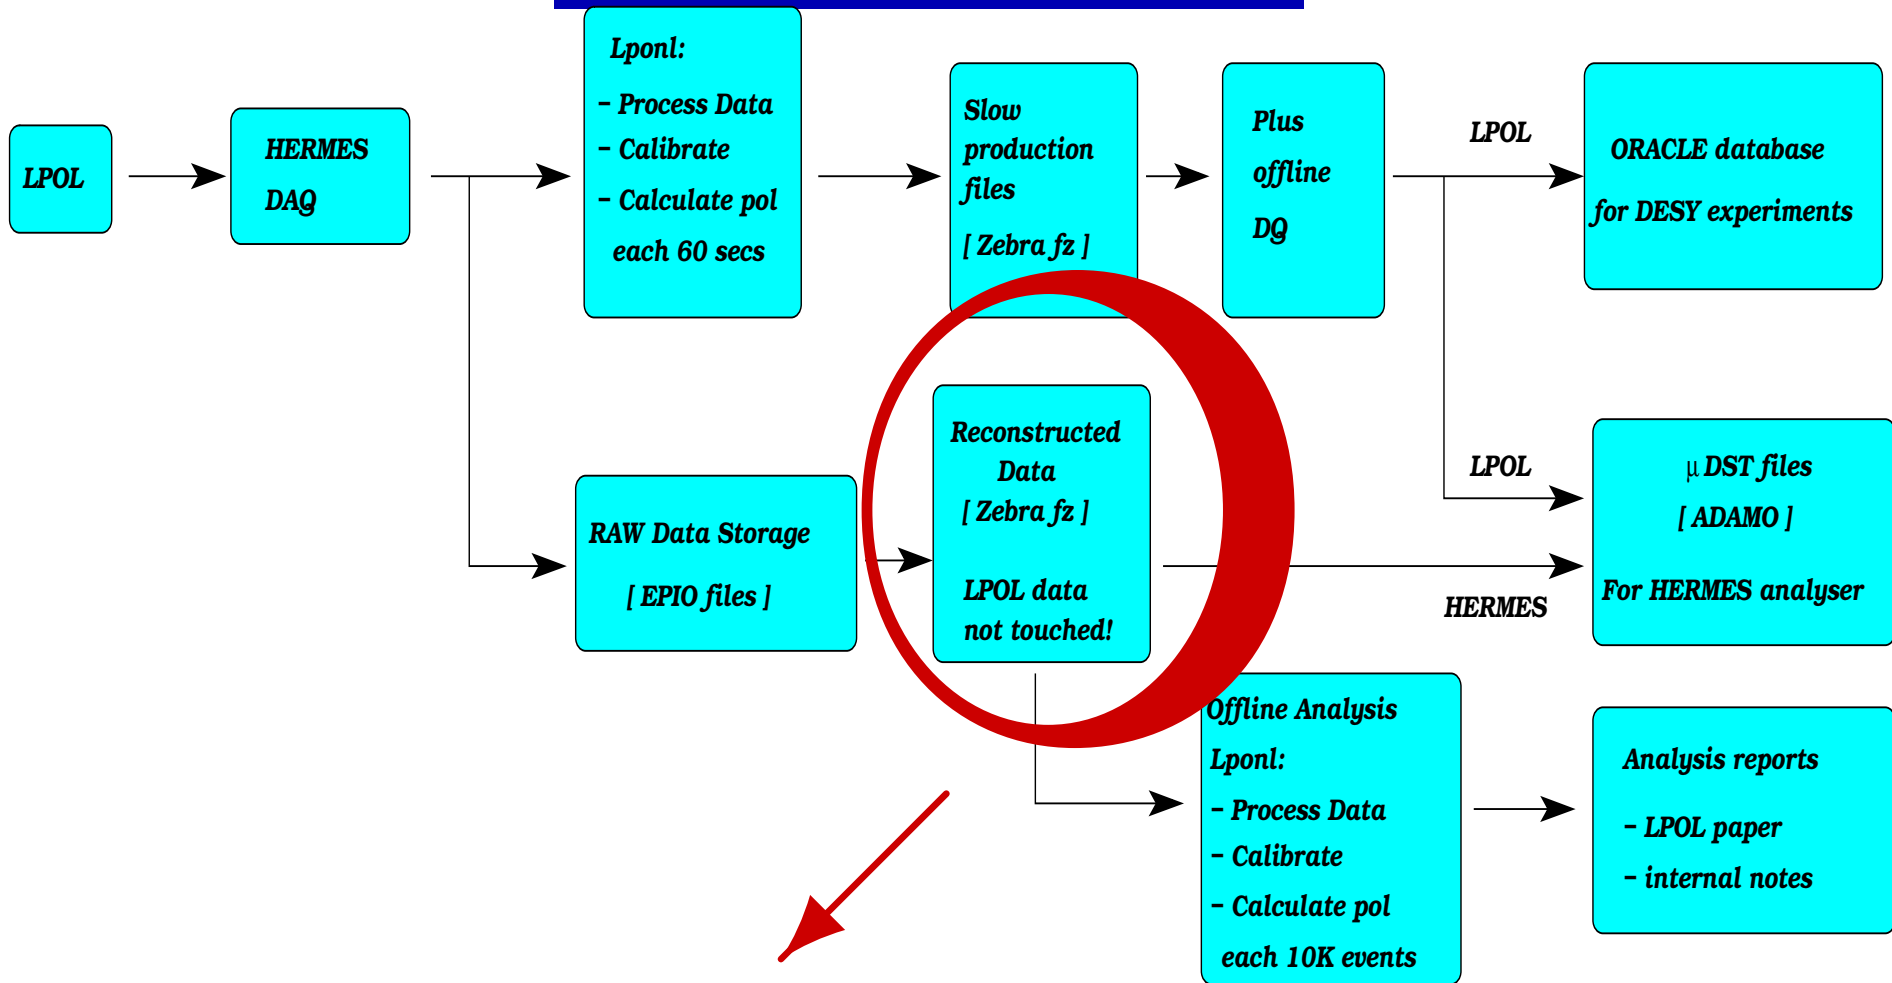 LPOL
HERMES
DAQ
Lponl:
- Process Data
- Calibrate
- Calculate pol
each 60 secs
Slow
production
files
[ Zebra fz ]
Plus
offline
DQ
LPOL
ORACLE database
for DESY experiments
RAW Data Storage
[ EPIO files ]
Reconstructed
Data
[ Zebra fz ]
LPOL data
not touched!
LPOL
HERMES
μ DST files
[ ADAMO ]
For HERMES analyser
Offline Analysis
Lponl:
- Process Data
- Calibrate
- Calculate pol
each 10K events
Analysis reports
- LPOL paper
- internal notes